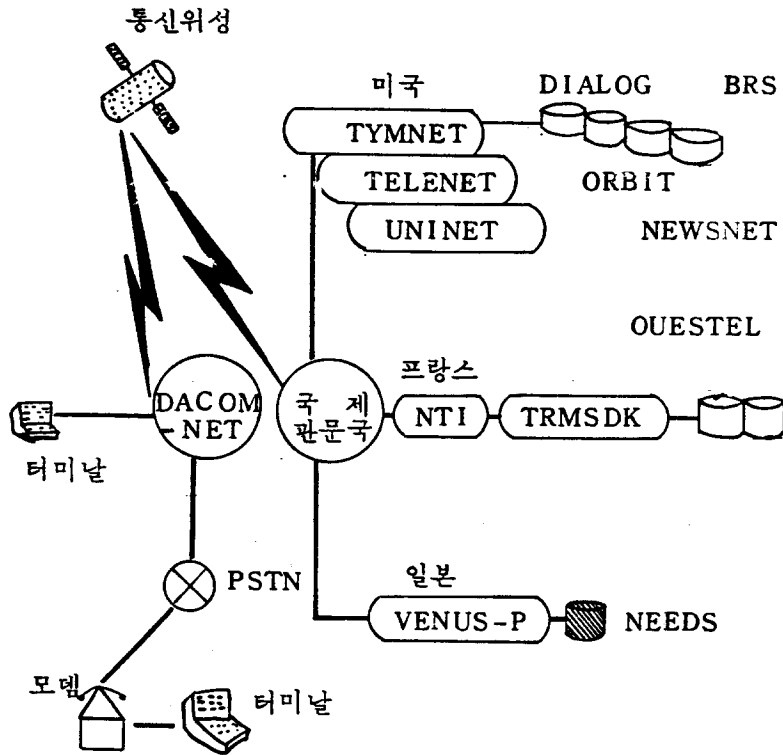 통신위성
미국
DIALOG BRS
TYMNET
TELENET
ORBIT
UNINET
NEWSNET
OUESTEL
프랑스
DACOM
-NET
국제
관문국
NTI
TRMSDK
터미날
PSTN
일본
VENUS-P
NEEDS
모뎀
터미날